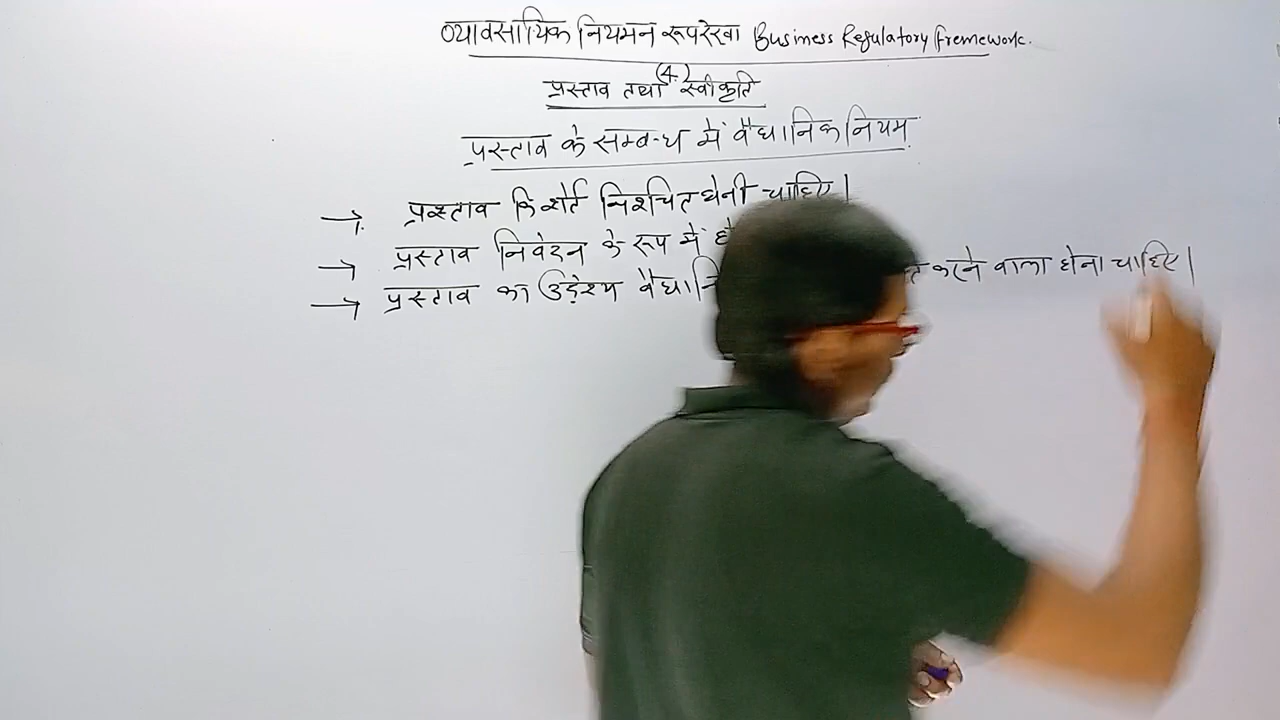 व्यावसायिक नियमन रूपरेखा Business Regulatory Fremework.
(4.)
प्रस्ताव तथा स्वीकृति
प्रस्ताव के सम्बन्ध में वैधानिक नियम
→ प्रस्ताव कि शर्ते निश्चित होनी चाहिए।
→ प्रस्ताव निवेदन के रूप में
→ प्रस्ताव का उद्देश्य करने वाला होना चाहिए।